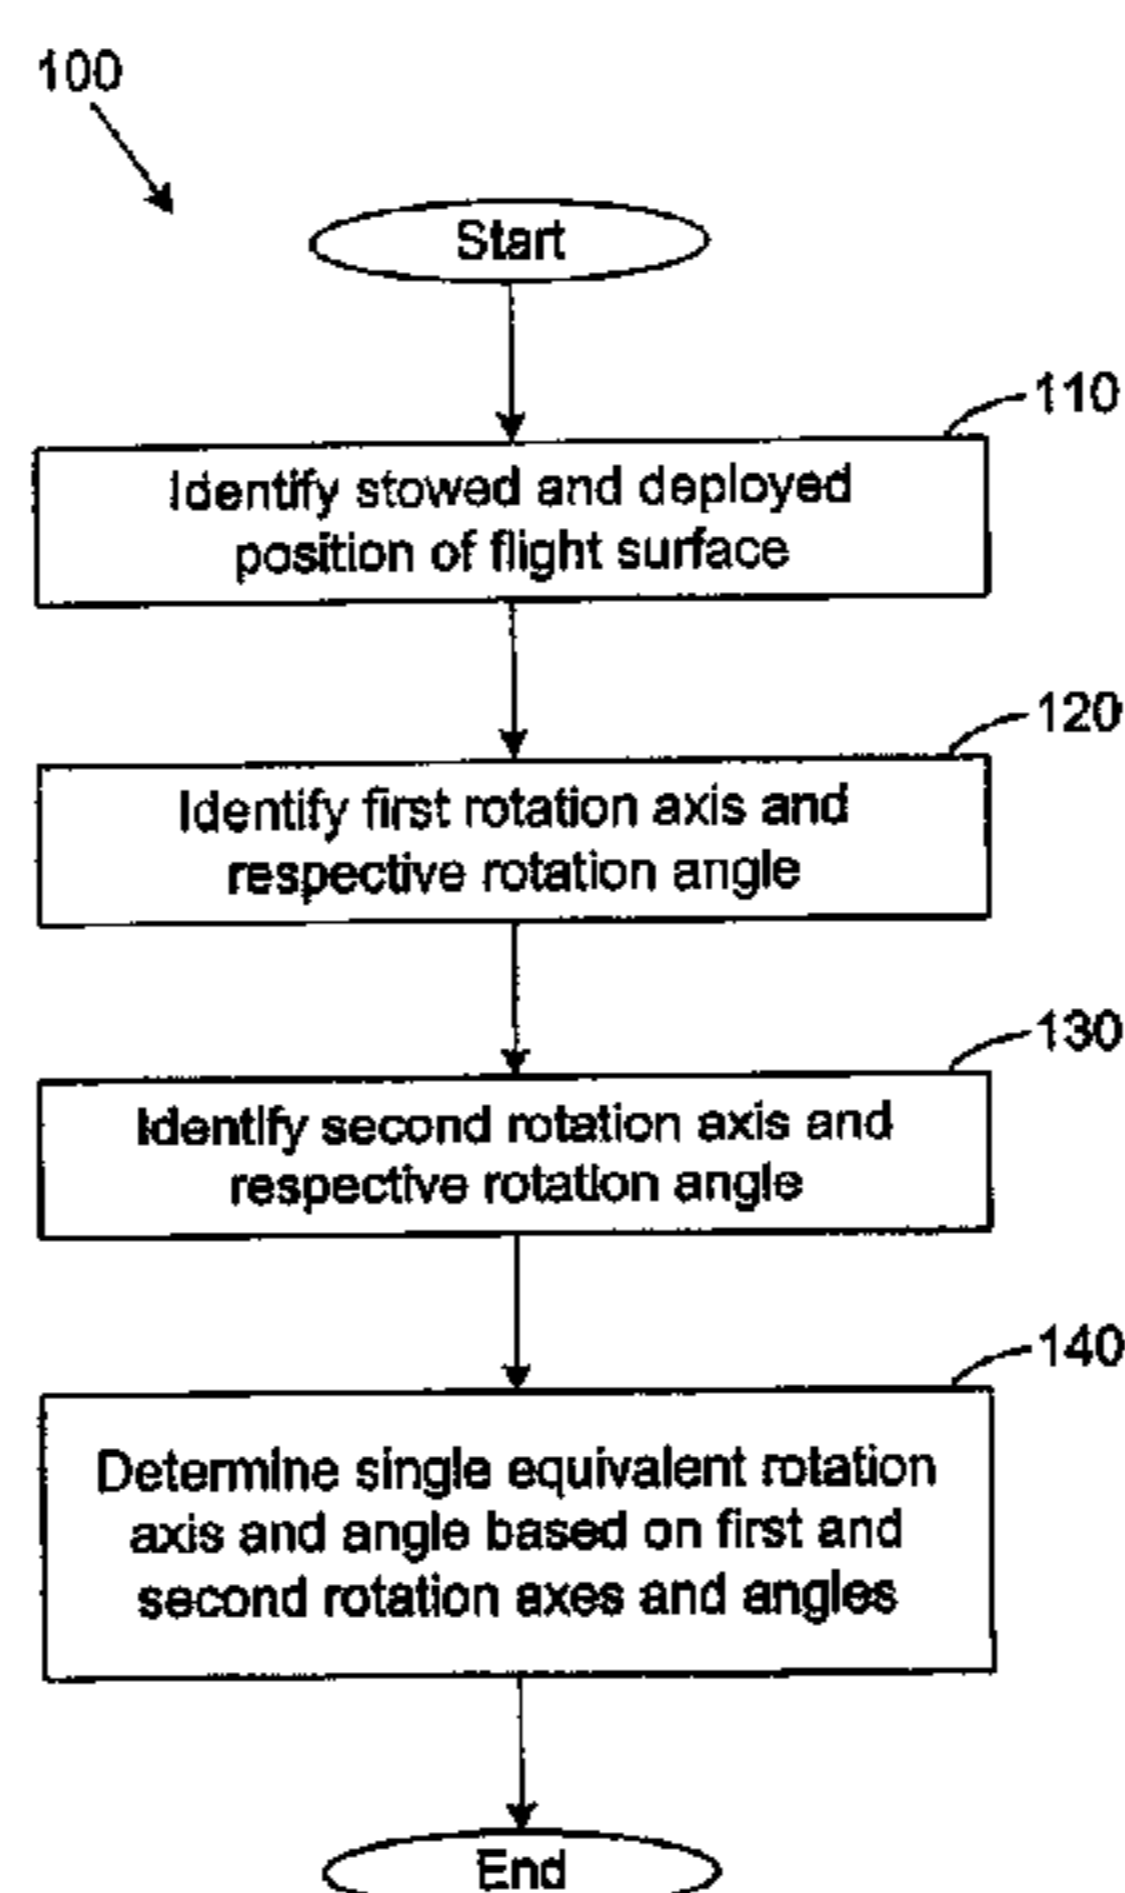 100
Start
110
Identify stowed and deployed
position of flight surface
120
Identify first rotation axis and
respective rotation angle
130
Identify second rotation axis and
respective rotation angle
140
Determine single equivalent rotation
axis and angle based on first and
second rotation axes and angles
End